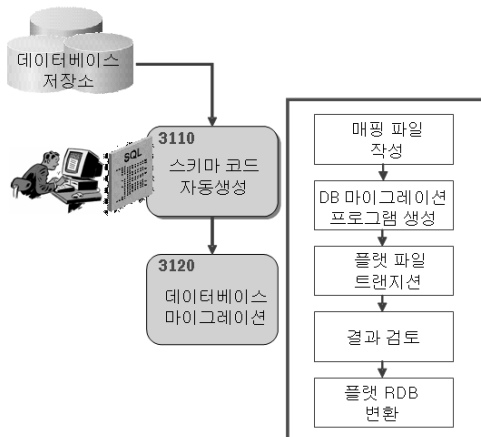 데이터베이스
저장소
3110
SQL
스키마 코드
자동생성
3120
데이터베이스
마이그레이션
매핑 파일
작성
DB 마이그레이션
프로그램 생성
플랫 파일
트랜지션
결과 검토
플랫 RDB
변환